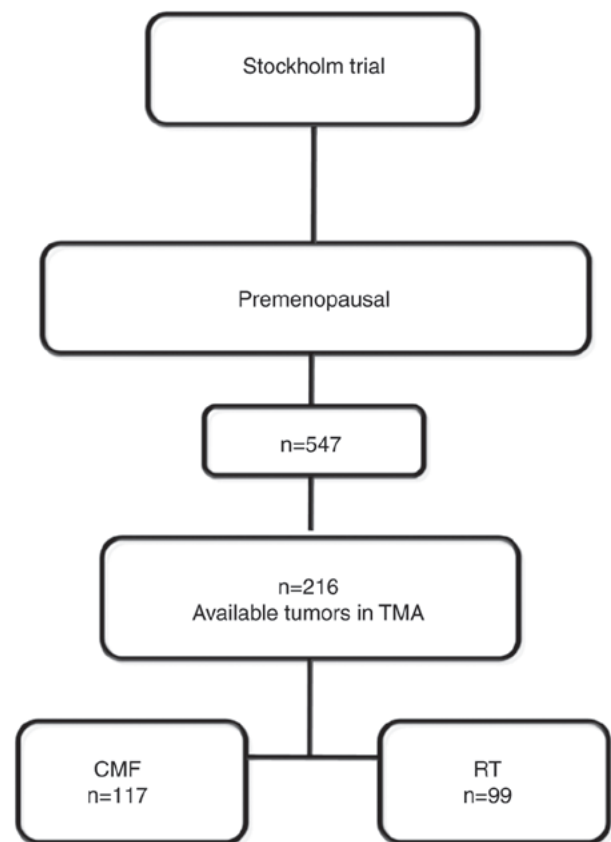 Stockholm trial
Premenopausal
n=547
n=216
Available tumors in TMA
CMF
n=117
RT
n=99